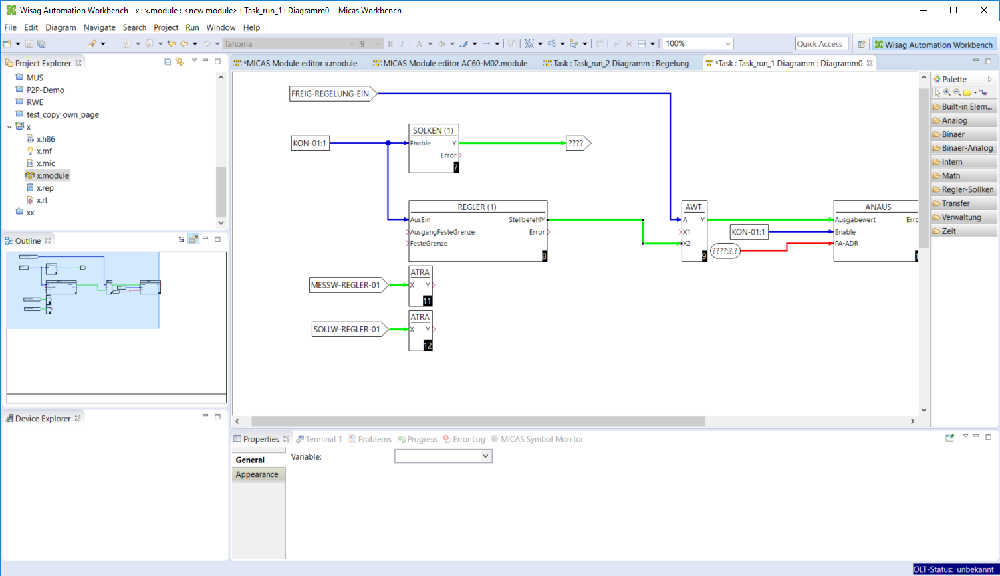 Wisag Automation Workbench - x : x.module : <new module> : Task_run_1 : Diagramm0  - Micas Workbench
File Edit Diagram Navigate Search Project Run Window Help
Tahoma 9 B I A 100% Quick Access Wisag Automation Workbench
Project Explorer
MUS
P2P-Demo
RWE
test_copy_own_page
x
x.h86
x.mf
x.mic
x.module
x.rep
x.rt
xx
Outline
Device Explorer
*MICAS Module editor x.module MICAS Module editor AC60-M02.module Task : Task_run_2 Diagramm : Regelung *Task : Task_run_1 Diagramm : Diagramm0
FREIG-REGELUNG-EIN
KON-01:1
SOLKEN (1)
Enable Y
Error
7
????
REGLER (1)
AusEin StellbefehlY
AusgangFesteGrenze Error
FesteGrenze
8
AWT
A Y
X1
X2
9
KON-01:1
????:?,?
ANAUS
Ausgabewert Errc
Enable
PA-ADR
1
MESSW-REGLER-01
ATRA
X Y
11
SOLLW-REGLER-01
ATRA
X Y
12
Palette
Built-in Elem...
Analog
Binaer
Binaer-Analog
Intern
Math
Regler-Sollken
Transfer
Verwaltung
Zeit
Properties Terminal 1 Problems Progress Error Log MICAS Symbol Monitor
General
Appearance
Variable:
OLT-Status: unbekannt